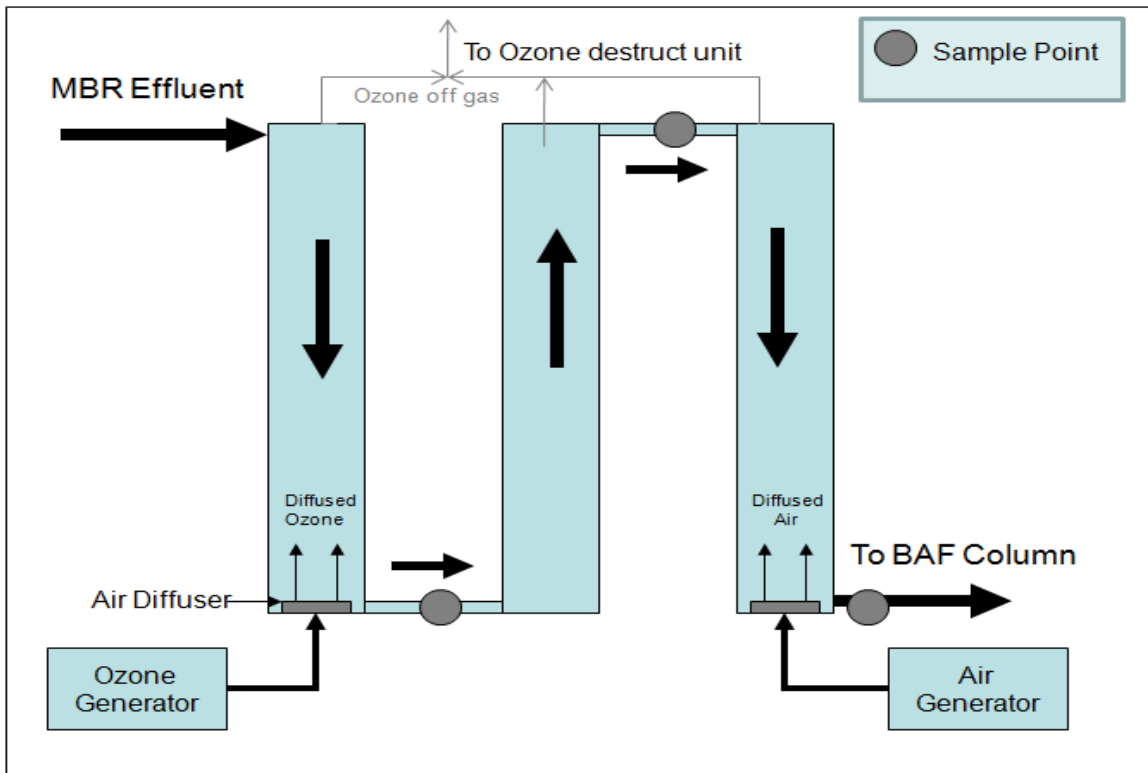 To Ozone destruct unit
Sample Point
MBR Effluent
Ozone off gas
Diffused
Ozone
Diffused
Air
To BAF Column
Air Diffuser
Ozone
Generator
Air
Generator